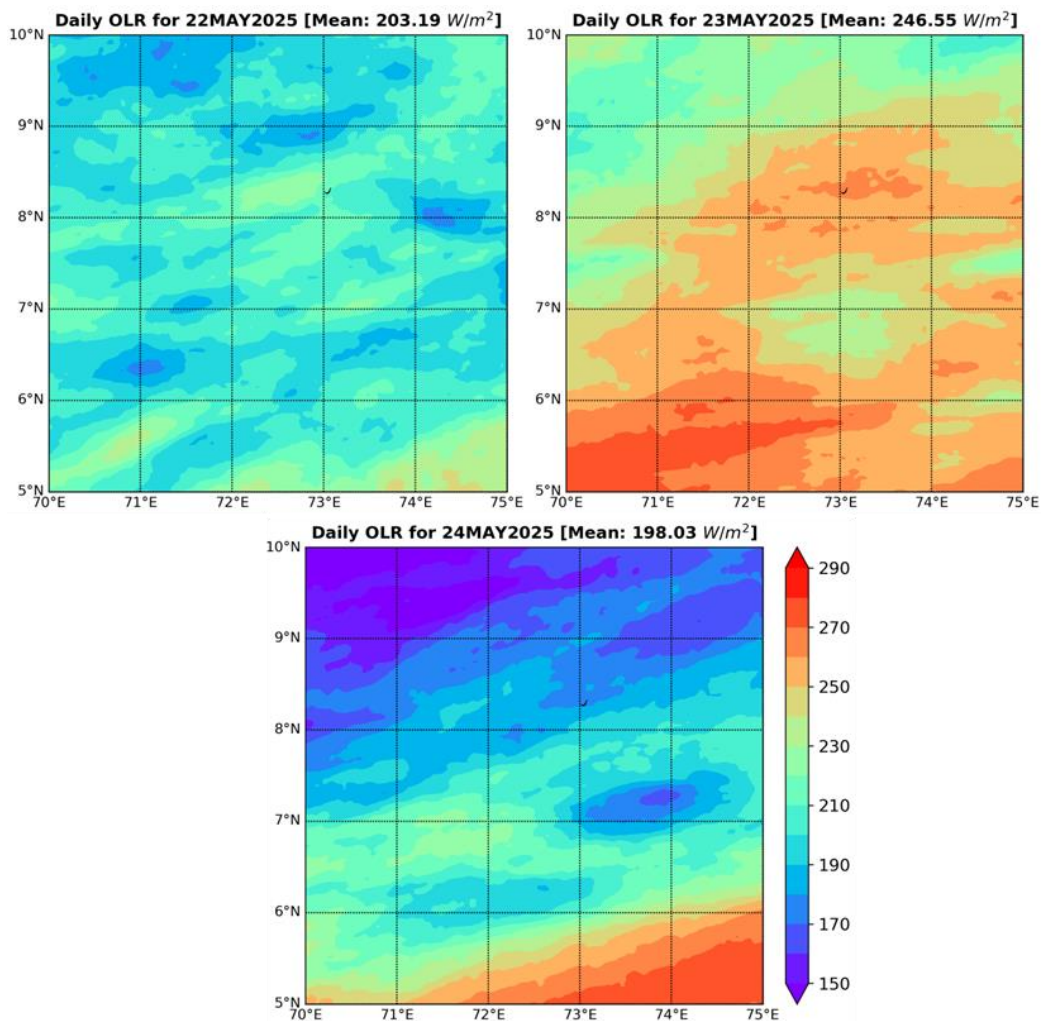 Daily OLR for 22MAY2025 [Mean: 203.19 W/m²]
10°N
9°N
8°N
7°N
6°N
5°N
70°E 71°E 72°E 73°E 74°E 75°E
Daily OLR for 23MAY2025 [Mean: 246.55 W/m²]
10°N
9°N
8°N
7°N
6°N
5°N
70°E 71°E 72°E 73°E 74°E 75°E
Daily OLR for 24MAY2025 [Mean: 198.03 W/m²]
10°N
9°N
8°N
7°N
6°N
5°N
70°E 71°E 72°E 73°E 74°E 75°E
290
270
250
230
210
190
170
150